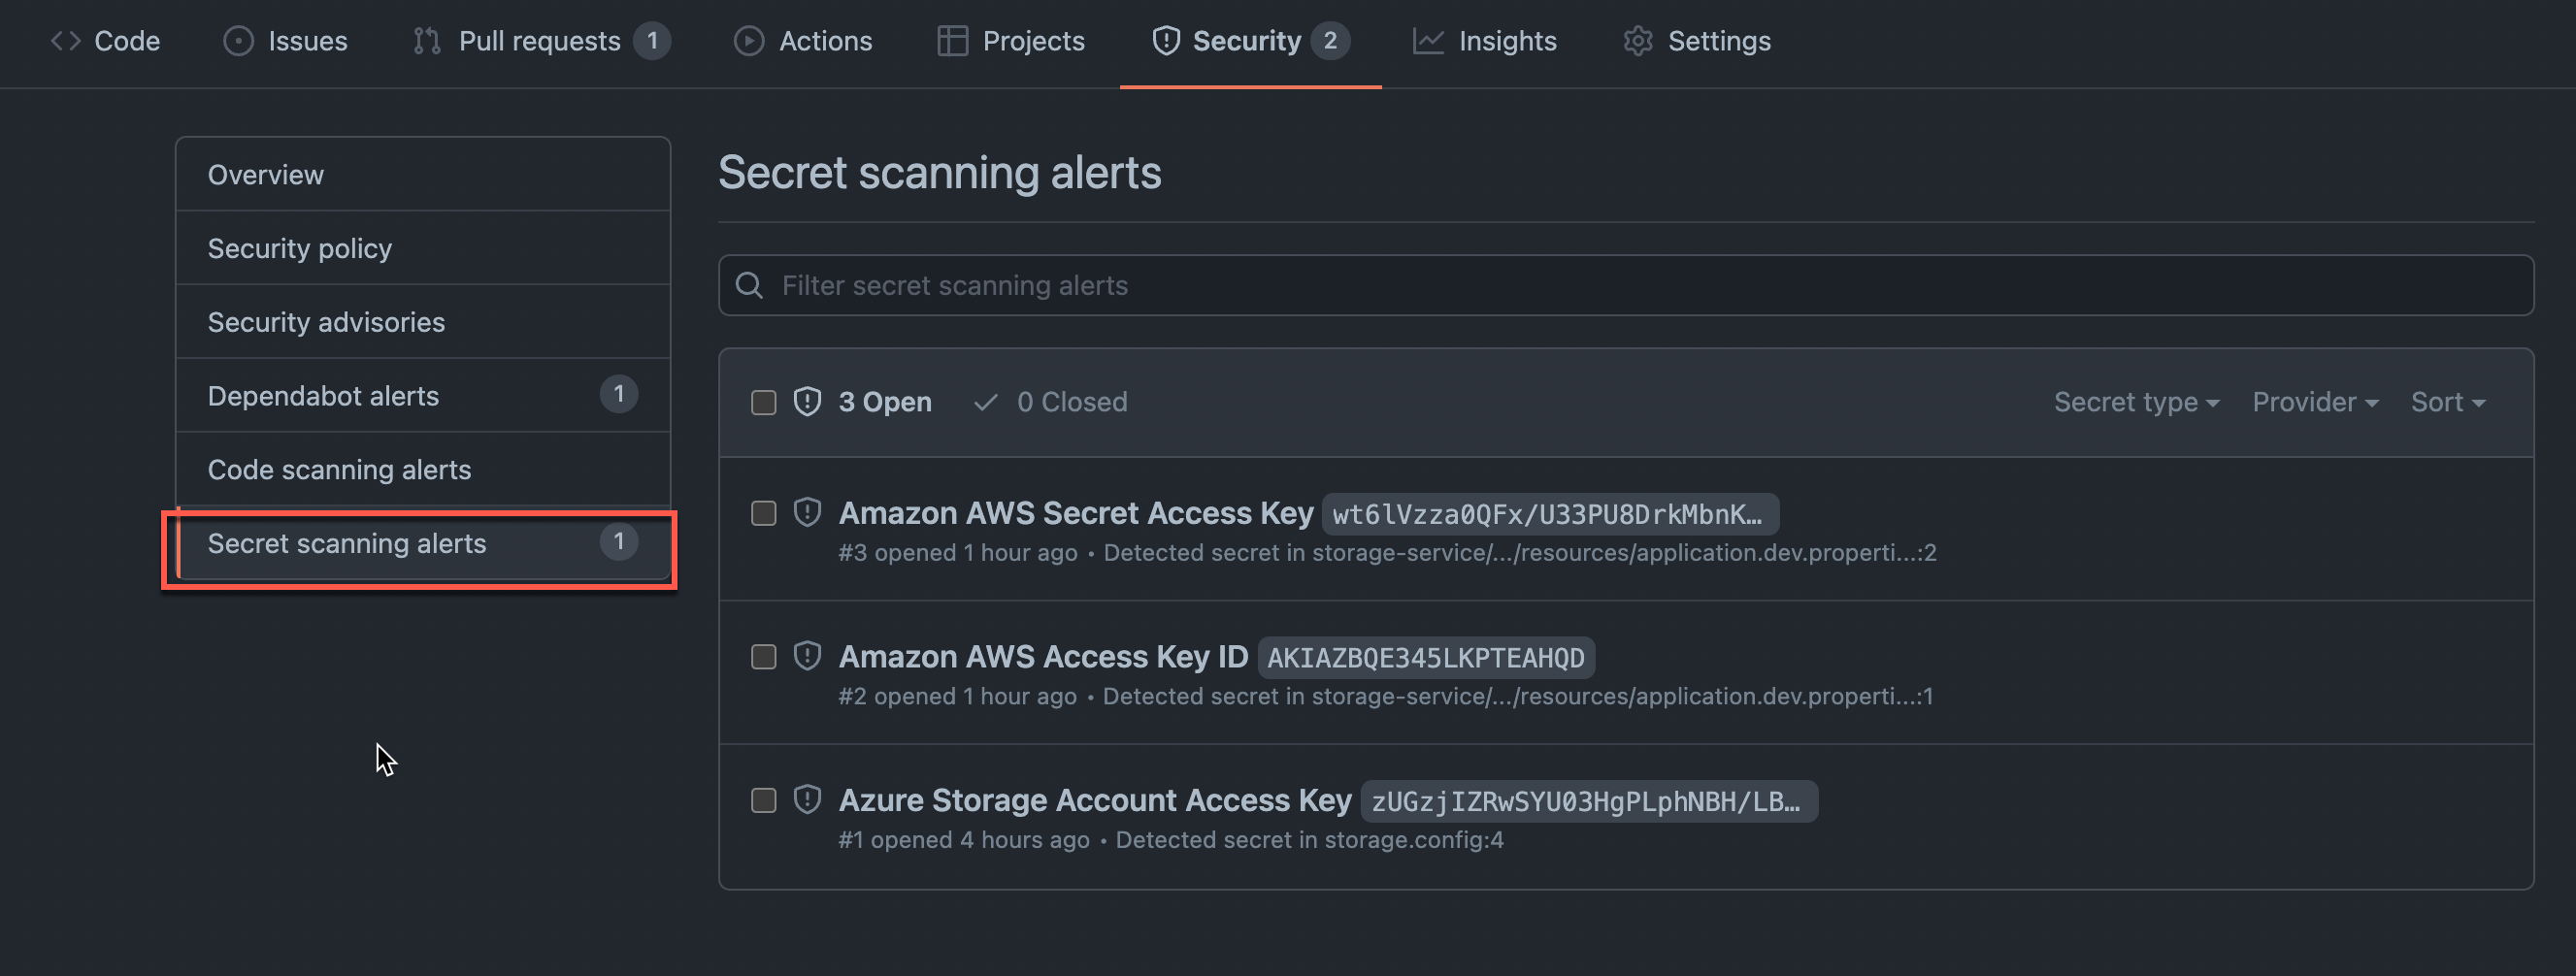 Code Issues Pull requests 1 Actions Projects Security 2 Insights Settings
Overview
Security policy
Security advisories
Dependabot alerts 1
Code scanning alerts
Secret scanning alerts 1
Secret scanning alerts
Filter secret scanning alerts
3 Open 0 Closed Secret type Provider Sort
Amazon AWS Secret Access Key wt6lVzza0QFx/U33PU8DrkMbnK…
#3 opened 1 hour ago • Detected secret in storage-service/…/resources/application.dev.properti…:2
Amazon AWS Access Key ID AKIAZBQE345LKPTEAHQD
#2 opened 1 hour ago • Detected secret in storage-service/…/resources/application.dev.properti…:1
Azure Storage Account Access Key zUGzjIZRwSYU03HgPLphNBH/LB…
#1 opened 4 hours ago • Detected secret in storage.config:4